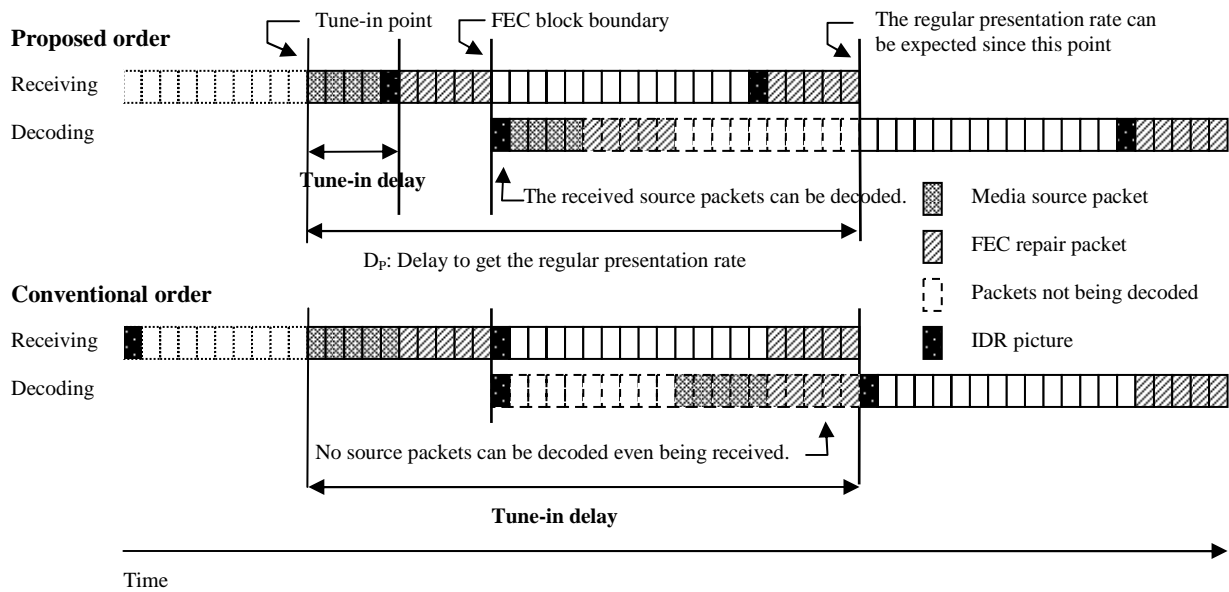 Tune-in point
FEC block boundary
The regular presentation rate can
be expected since this point
Proposed order
Receiving
Decoding
Tune-in delay
The received source packets can be decoded.
Media source packet
FEC repair packet
Packets not being decoded
IDR picture
DP: Delay to get the regular presentation rate
Conventional order
Receiving
Decoding
No source packets can be decoded even being received.
Tune-in delay
Time